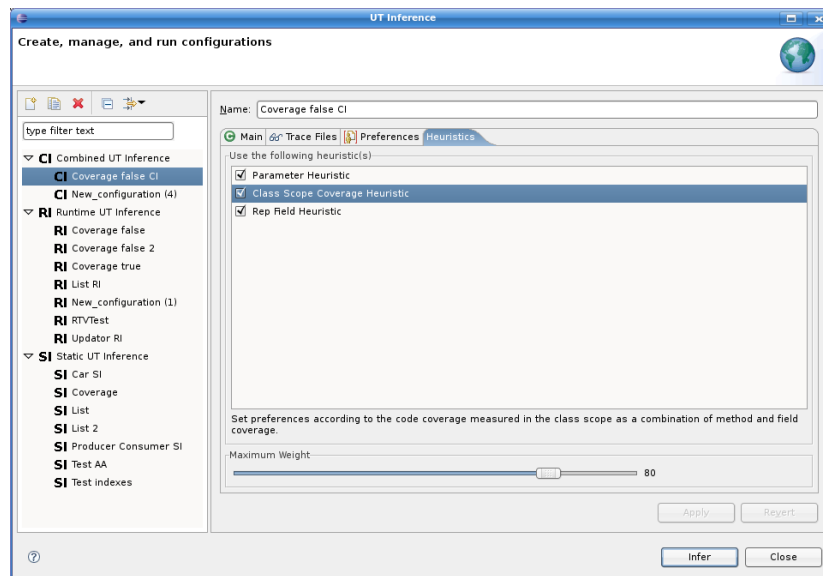 UT Inference
Create, manage, and run configurations
type filter text
CI Combined UT Inference
CI Coverage false CI
CI New_configuration (4)
RI Runtime UT Inference
RI Coverage false
RI Coverage false 2
RI Coverage true
RI List RI
RI New_configuration (1)
RI RTVTest
RI Updator RI
SI Static UT Inference
SI Car SI
SI Coverage
SI List
SI List 2
SI Producer Consumer SI
SI Test AA
SI Test indexes
Name: Coverage false CI
Main Trace Files Preferences Heuristics
Use the following heuristic(s)
Parameter Heuristic
Class Scope Coverage Heuristic
Rep Field Heuristic
Set preferences according to the code coverage measured in the class scope as a combination of method and field
coverage.
Maximum Weight
80
Apply Revert
Infer Close